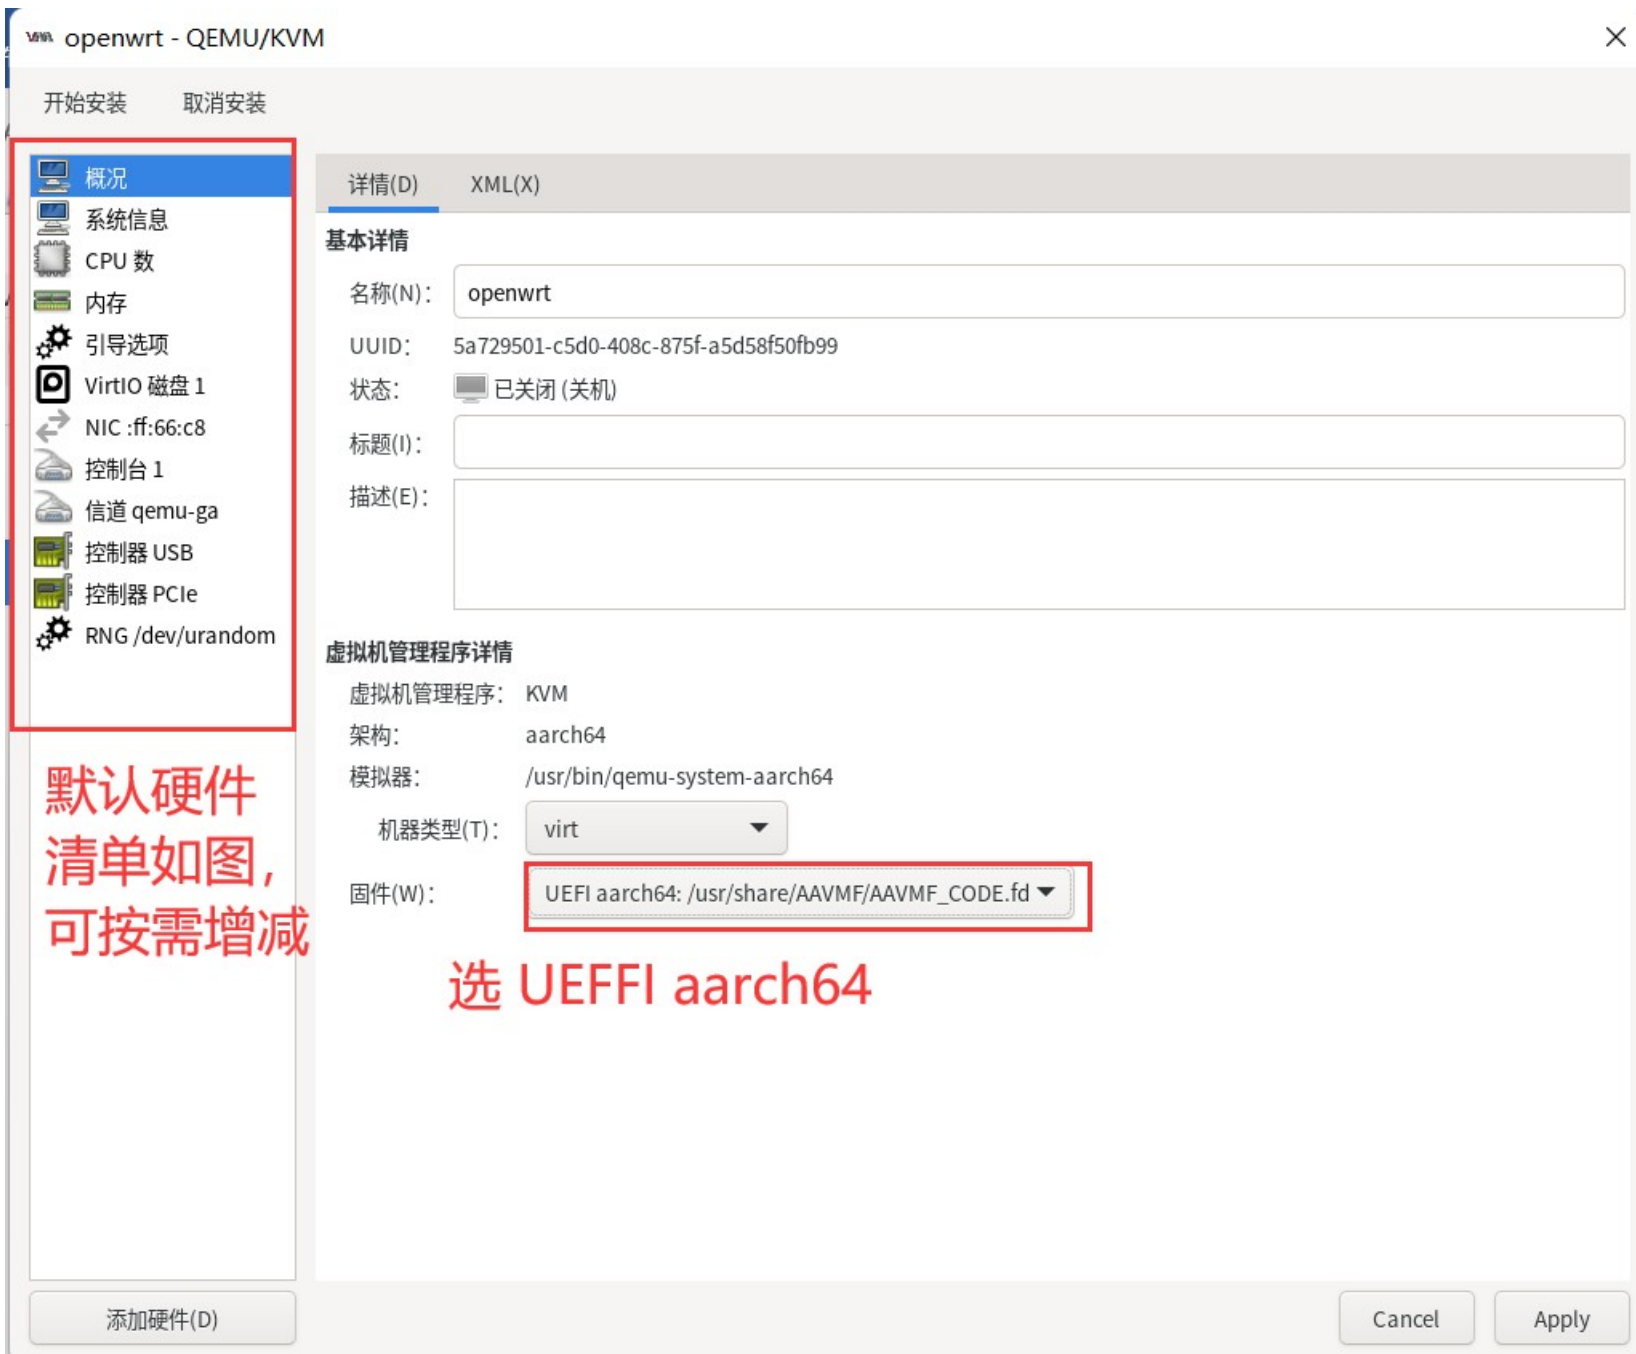 openwrt - QEMU/KVM
开始安装 取消安装
概况
系统信息
CPU 数
内存
引导选项
VirtIO 磁盘 1
NIC :ff:66:c8
控制台 1
信道 qemu-ga
控制器 USB
控制器 PCIe
RNG /dev/urandom
默认硬件
清单如图，
可按需增减
添加硬件(D)
详情(D) XML(X)
基本详情
名称(N)： openwrt
UUID： 5a729501-c5d0-408c-875f-a5d58f50fb99
状态： 已关闭 (关机)
标题(I)：
描述(E)：
虚拟机管理程序详情
虚拟机管理程序： KVM
架构： aarch64
模拟器： /usr/bin/qemu-system-aarch64
机器类型(T)： virt
固件(W)： UEFI aarch64: /usr/share/AAVMF/AAVMF_CODE.fd
选 UEFFI aarch64
Cancel Apply